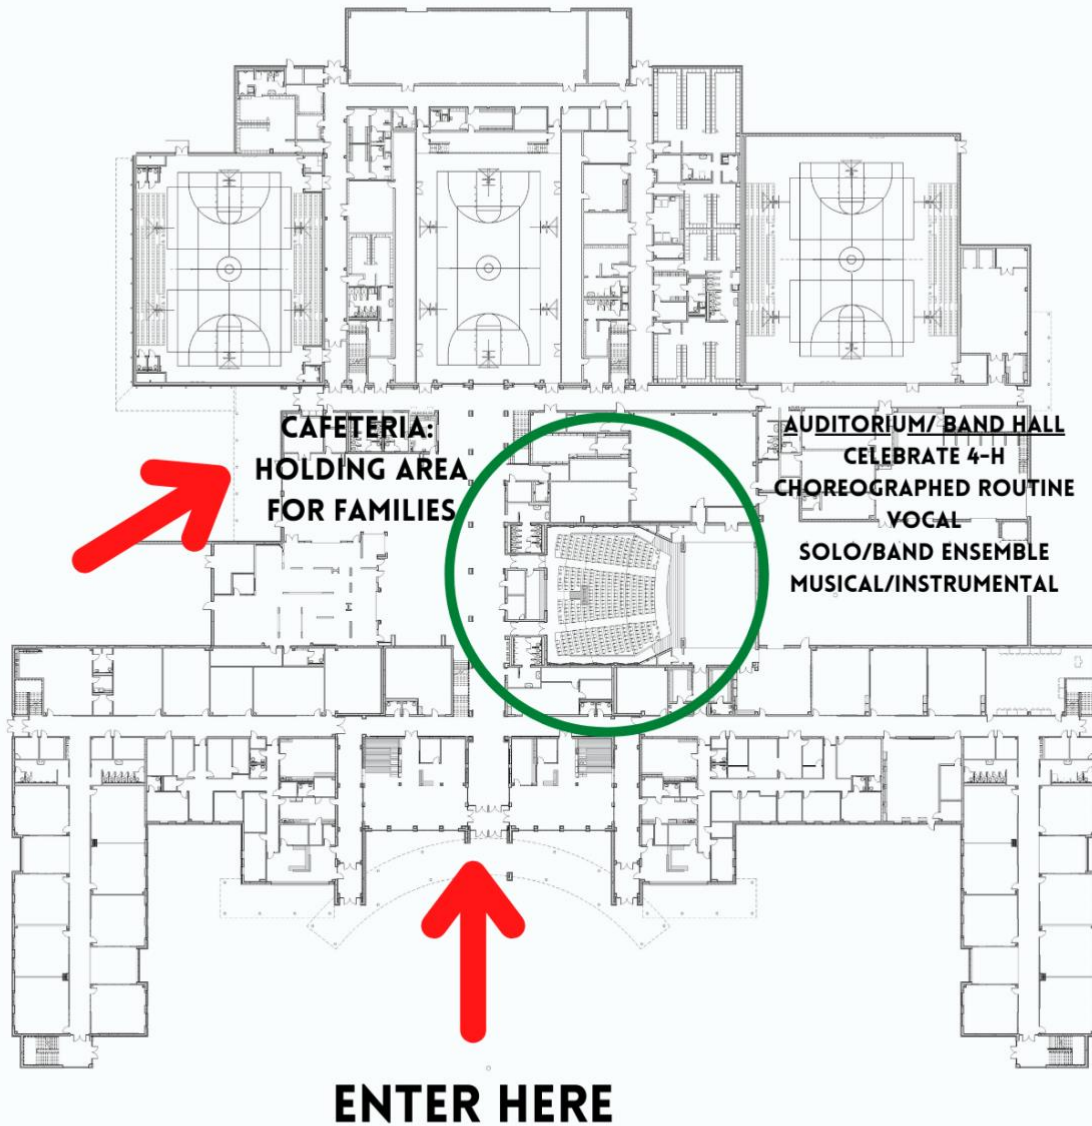 CAFETERIA:
HOLDING AREA
FOR FAMILIES
AUDITORIUM/ BAND HALL
CELEBRATE 4-H
CHOREOGRAPHED ROUTINE
VOCAL
SOLO/BAND ENSEMBLE
MUSICAL/INSTRUMENTAL
ENTER HERE